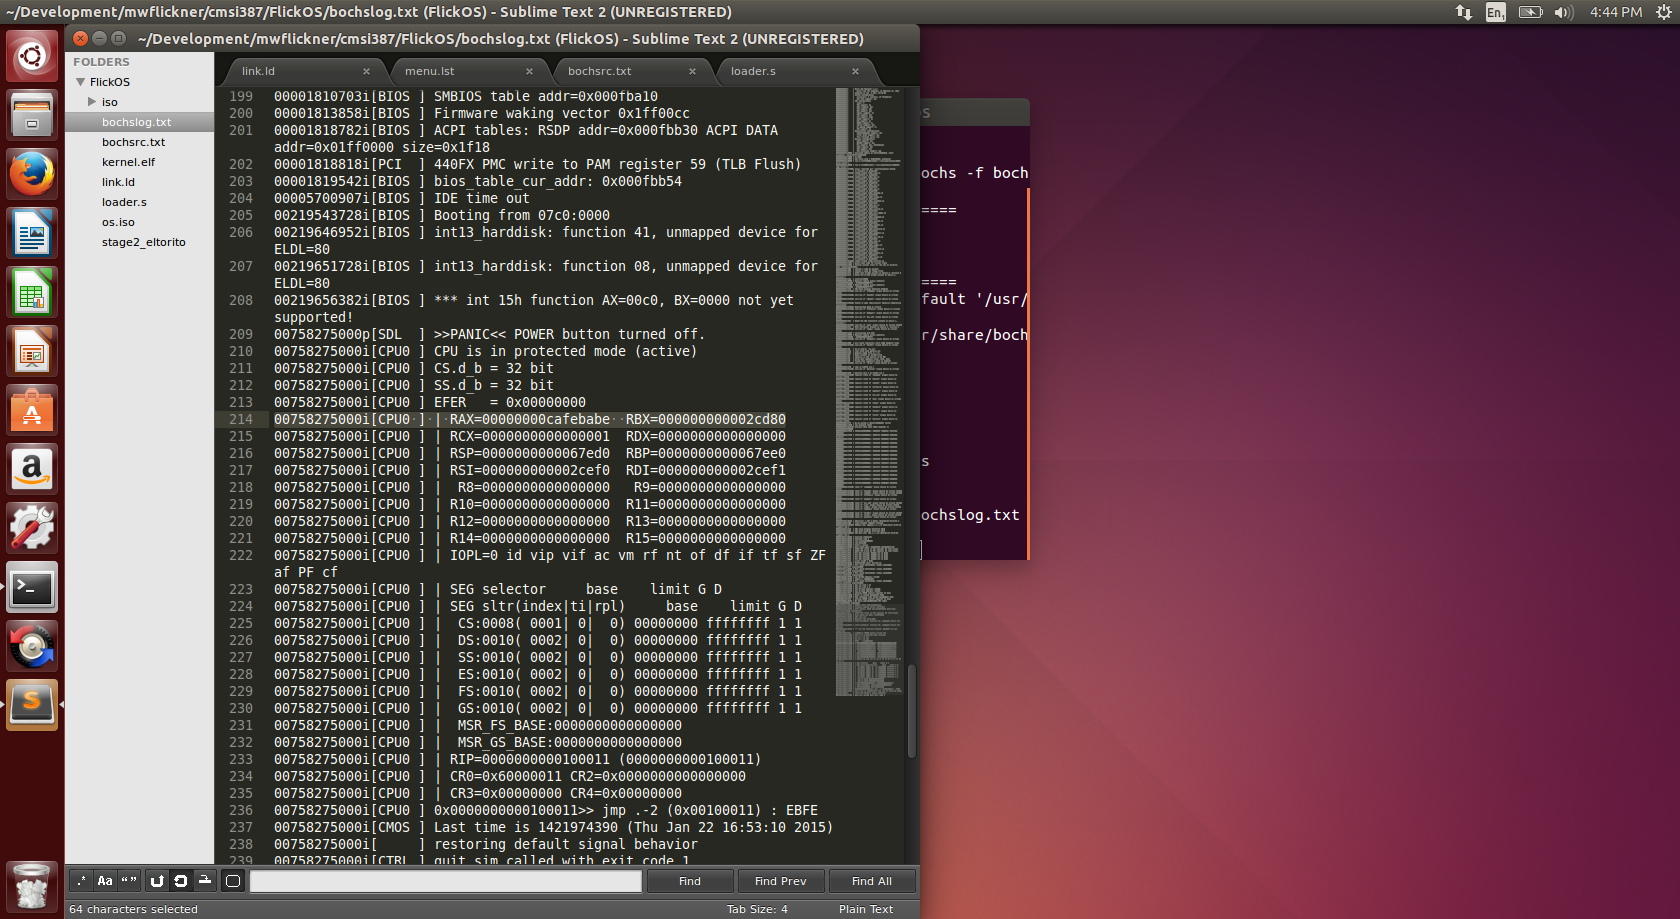 ~/Development/mwflickner/cmsi387/FlickOS/bochslog.txt (FlickOS) - Sublime Text 2 (UNREGISTERED)
En1
4:44 PM
~/Development/mwflickner/cmsi387/FlickOS/bochslog.txt (FlickOS) - Sublime Text 2 (UNREGISTERED)
FOLDERS
FlickOS
iso
bochslog.txt
bochsrc.txt
kernel.elf
link.ld
loader.s
os.iso
stage2_eltorito
link.ld × menu.lst × bochsrc.txt × loader.s ×
199 00001810703i[BIOS ] SMBIOS table addr=0x000fba10
200 00001813858i[BIOS ] Firmware waking vector 0x1ff00cc
201 00001818782i[BIOS ] ACPI tables: RSDP addr=0x000fbb30 ACPI DATA
addr=0x01ff0000 size=0x1f18
202 00001818818i[PCI  ] 440FX PMC write to PAM register 59 (TLB Flush)
203 00001819542i[BIOS ] bios_table_cur_addr: 0x000fbb54
204 00005700907i[BIOS ] IDE time out
205 00219543728i[BIOS ] Booting from 07c0:0000
206 00219646952i[BIOS ] int13_harddisk: function 41, unmapped device for
ELDL=80
207 00219651728i[BIOS ] int13_harddisk: function 08, unmapped device for
ELDL=80
208 00219656382i[BIOS ] *** int 15h function AX=00c0, BX=0000 not yet
supported!
209 00758275000p[SDL  ] >>PANIC<< POWER button turned off.
210 00758275000i[CPU0 ] CPU is in protected mode (active)
211 00758275000i[CPU0 ] CS.d_b = 32 bit
212 00758275000i[CPU0 ] SS.d_b = 32 bit
213 00758275000i[CPU0 ] EFER   = 0x00000000
214 00758275000i[CPU0 ] | RAX=00000000cafebabe  RBX=000000000002cd80
215 00758275000i[CPU0 ] | RCX=0000000000000001  RDX=0000000000000000
216 00758275000i[CPU0 ] | RSP=0000000000067ed0  RBP=0000000000067ee0
217 00758275000i[CPU0 ] | RSI=000000000002cef0  RDI=000000000002cef1
218 00758275000i[CPU0 ] |  R8=0000000000000000   R9=0000000000000000
219 00758275000i[CPU0 ] | R10=0000000000000000  R11=0000000000000000
220 00758275000i[CPU0 ] | R12=0000000000000000  R13=0000000000000000
221 00758275000i[CPU0 ] | R14=0000000000000000  R15=0000000000000000
222 00758275000i[CPU0 ] | IOPL=0 id vip vif ac vm rf nt of df if tf sf ZF
af PF cf
223 00758275000i[CPU0 ] | SEG selector     base    limit G D
224 00758275000i[CPU0 ] | SEG sltr(index|ti|rpl)     base    limit G D
225 00758275000i[CPU0 ] |  CS:0008( 0001| 0|  0) 00000000 ffffffff 1 1
226 00758275000i[CPU0 ] |  DS:0010( 0002| 0|  0) 00000000 ffffffff 1 1
227 00758275000i[CPU0 ] |  SS:0010( 0002| 0|  0) 00000000 ffffffff 1 1
228 00758275000i[CPU0 ] |  ES:0010( 0002| 0|  0) 00000000 ffffffff 1 1
229 00758275000i[CPU0 ] |  FS:0010( 0002| 0|  0) 00000000 ffffffff 1 1
230 00758275000i[CPU0 ] |  GS:0010( 0002| 0|  0) 00000000 ffffffff 1 1
231 00758275000i[CPU0 ] |  MSR_FS_BASE:0000000000000000
232 00758275000i[CPU0 ] |  MSR_GS_BASE:0000000000000000
233 00758275000i[CPU0 ] | RIP=0000000000100011 (0000000000100011)
234 00758275000i[CPU0 ] | CR0=0x60000011 CR2=0x0000000000000000
235 00758275000i[CPU0 ] | CR3=0x00000000 CR4=0x00000000
236 00758275000i[CPU0 ] 0x0000000000100011>> jmp .-2 (0x00100011) : EBFE
237 00758275000i[CMOS ] Last time is 1421974390 (Thu Jan 22 16:53:10 2015)
238 00758275000i[     ] restoring default signal behavior
239 00758275000i[CTRL ] quit_sim called with exit code 1
OS
ochs -f boch
====
====
fault '/usr/
r/share/boch
s
ochslog.txt
.* Aa “ ”
Find
Find Prev
Find All
64 characters selected
Tab Size: 4
Plain Text